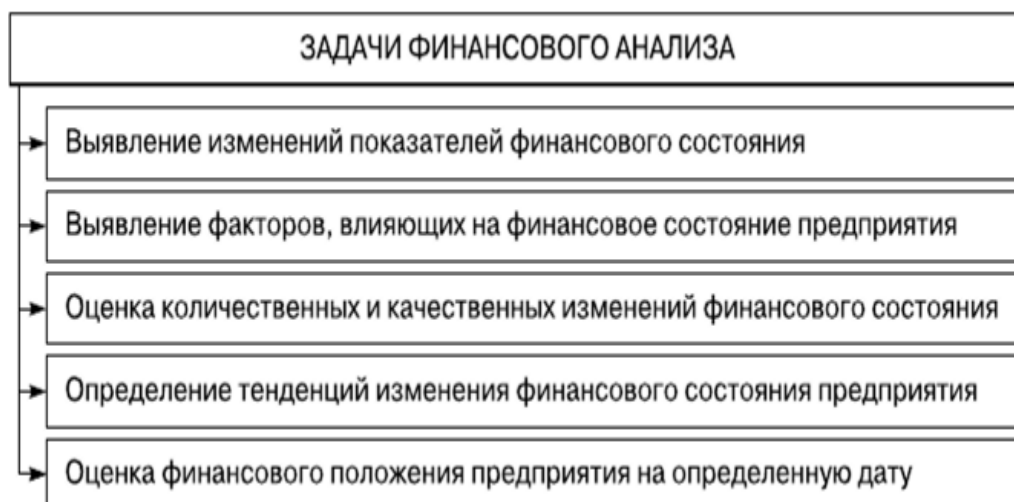 ЗАДАЧИ ФИНАНСОВОГО АНАЛИЗА
Выявление изменений показателей финансового состояния
Выявление факторов, влияющих на финансовое состояние предприятия
Оценка количественных и качественных изменений финансового состояния
Определение тенденций изменения финансового состояния предприятия
Оценка финансового положения предприятия на определенную дату